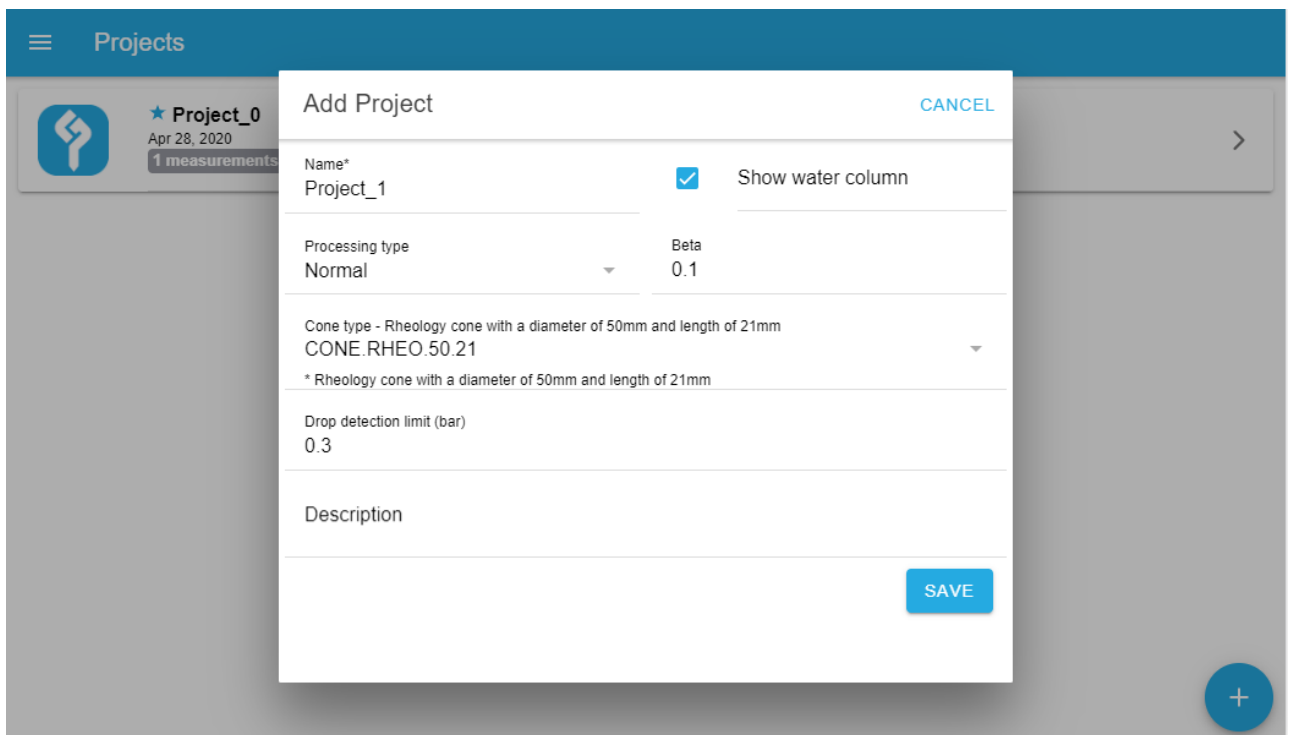 Projects
Project_0
Apr 28, 2020
1 measurements
Add Project
CANCEL
Name*
Project_1
Show water column
Processing type
Normal
Beta
0.1
Cone type - Rheology cone with a diameter of 50mm and length of 21mm
CONE.RHEO.50.21
* Rheology cone with a diameter of 50mm and length of 21mm
Drop detection limit (bar)
0.3
Description
SAVE